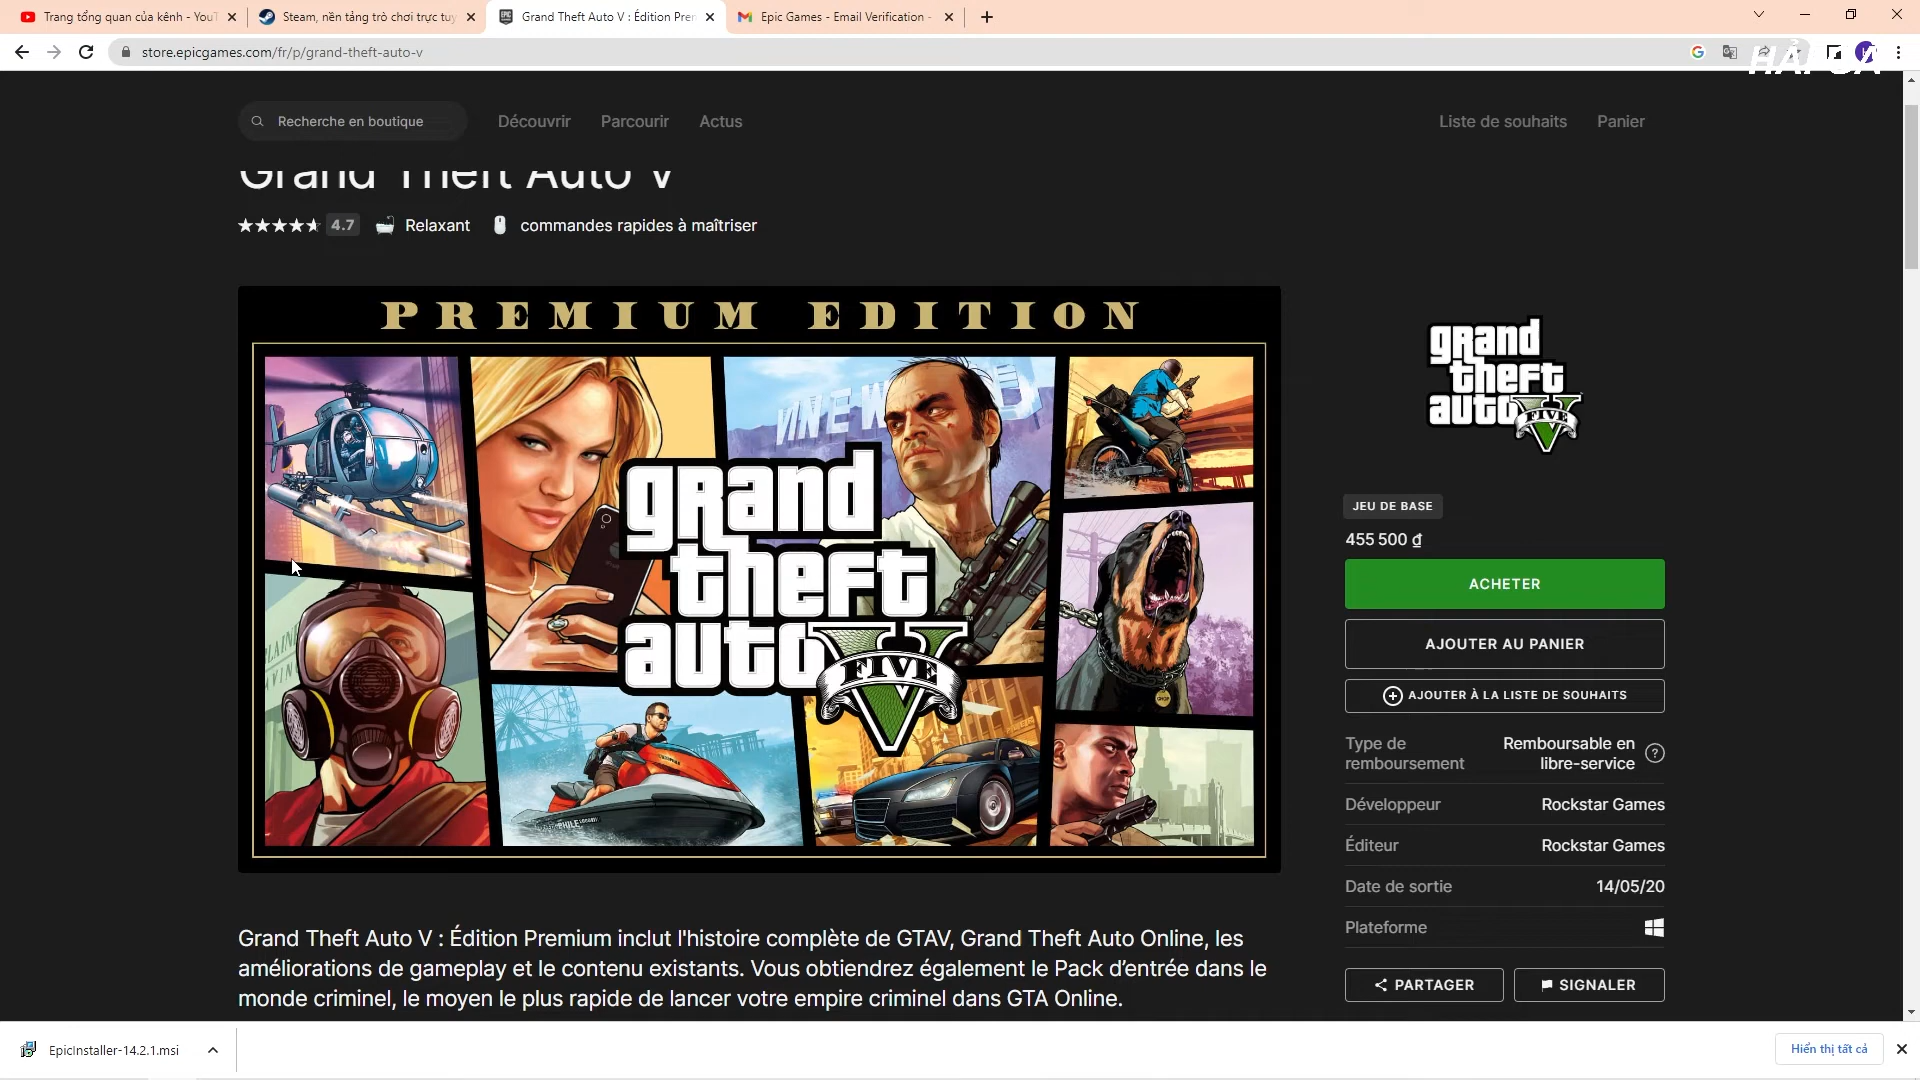 Trang tổng quan của kênh - YouT
Steam, nền tảng trò chơi trực tuy
Grand Theft Auto V : Édition Prem
Epic Games - Email Verification -
store.epicgames.com/fr/p/grand-theft-auto-v
Recherche en boutique
Découvrir
Parcourir
Actus
Liste de souhaits
Panier
Grand Theft Auto V
4.7
Relaxant
commandes rapides à maîtriser
PREMIUM EDITION
grand
theft
auto
FIVE
grand
theft
auto
V
FIVE
JEU DE BASE
455 500 ₫
ACHETER
AJOUTER AU PANIER
AJOUTER À LA LISTE DE SOUHAITS
Type de remboursement
Remboursable en libre-service
Développeur
Rockstar Games
Éditeur
Rockstar Games
Date de sortie
14/05/20
Plateforme
PARTAGER
SIGNALER
Grand Theft Auto V : Édition Premium inclut l'histoire complète de GTAV, Grand Theft Auto Online, les
améliorations de gameplay et le contenu existants. Vous obtiendrez également le Pack d’entrée dans le
monde criminel, le moyen le plus rapide de lancer votre empire criminel dans GTA Online.
EpicInstaller-14.2.1.msi
Hiển thị tất cả